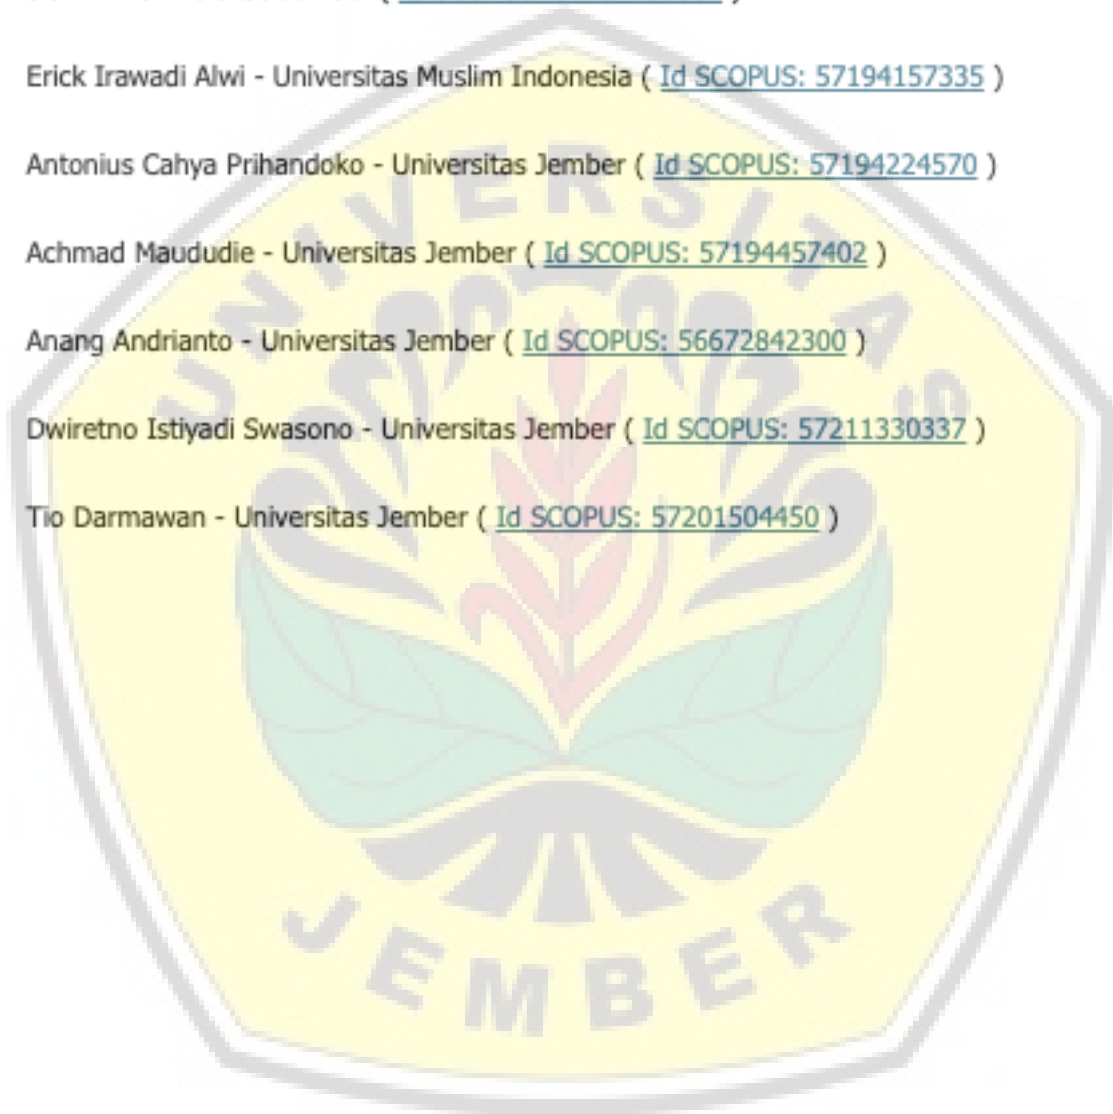 Erick Irawadi Alwi - Universitas Muslim Indonesia ( Id SCOPUS: 57194157335 )
Antonius Cahya Prihandoko - Universitas Jember ( Id SCOPUS: 57194224570 )
Achmad Maududie - Universitas Jember ( Id SCOPUS: 57194457402 )
Anang Andrianto - Universitas Jember ( Id SCOPUS: 56672842300 )
Dwiretno Istiyadi Swasono - Universitas Jember ( Id SCOPUS: 57211330337 )
Tio Darmawan - Universitas Jember ( Id SCOPUS: 57201504450 )
UNIVERSITAS
JEMBER